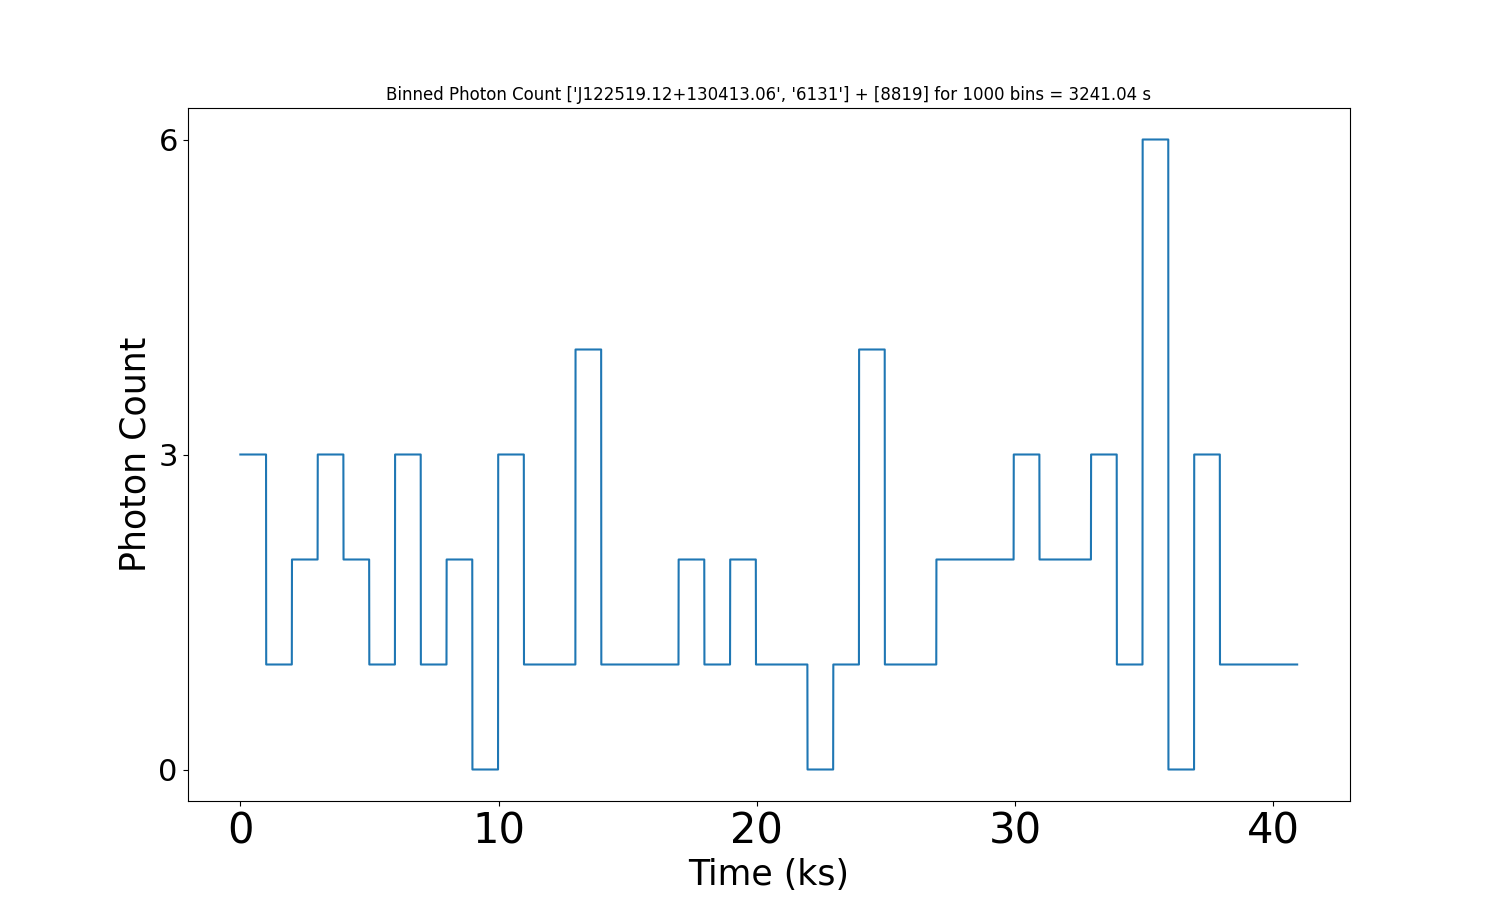 Binned Photon Count ['J122519.12+130413.06', '6131'] + [8819] for 1000 bins = 3241.04 s
6
3
0
Photon Count
0 10 20 30 40
Time (ks)